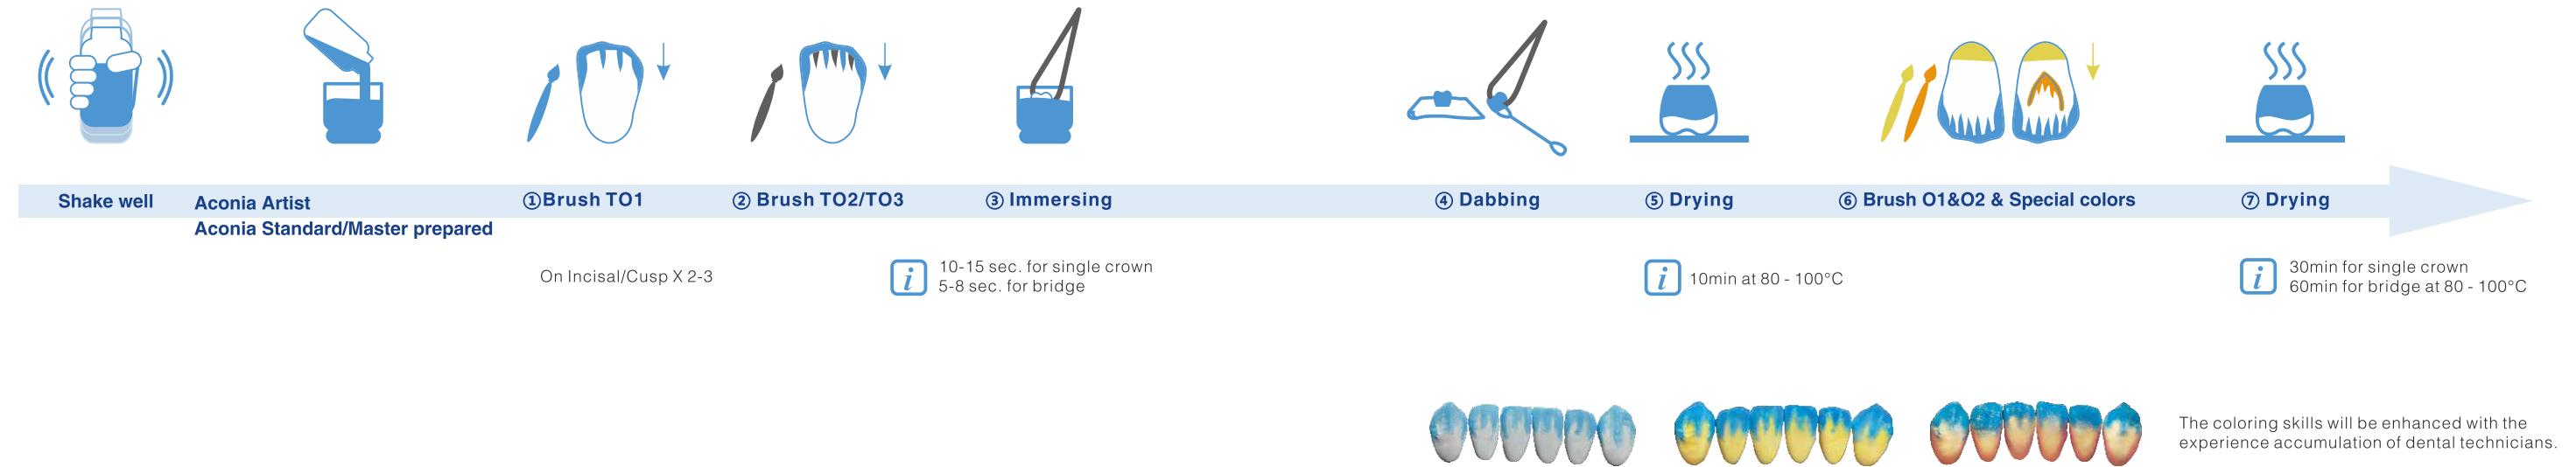 Shake well
Aconia Artist
Aconia Standard/Master prepared
①Brush TO1
② Brush TO2/TO3
③ Immersing
④ Dabbing
⑤ Drying
⑥ Brush O1&O2 & Special colors
⑦ Drying
On Incisal/Cusp X 2-3
i
10-15 sec. for single crown
5-8 sec. for bridge
i
10min at 80 - 100°C
i
30min for single crown
60min for bridge at 80 - 100°C
The coloring skills will be enhanced with the
experience accumulation of dental technicians.